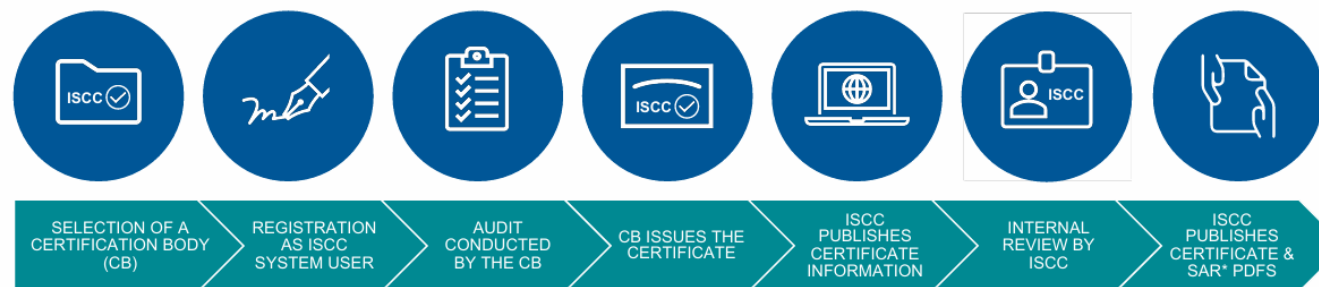 ISCC
ISCC
ISCC
SELECTION OF A
CERTIFICATION BODY
(CB)
REGISTRATION
AS ISCC
SYSTEM USER
AUDIT
CONDUCTED
BY THE CB
CB ISSUES THE
CERTIFICATE
ISCC
PUBLISHES
CERTIFICATE
INFORMATION
INTERNAL
REVIEW BY
ISCC
ISCC
PUBLISHES
CERTIFICATE &
SAR* PDFS